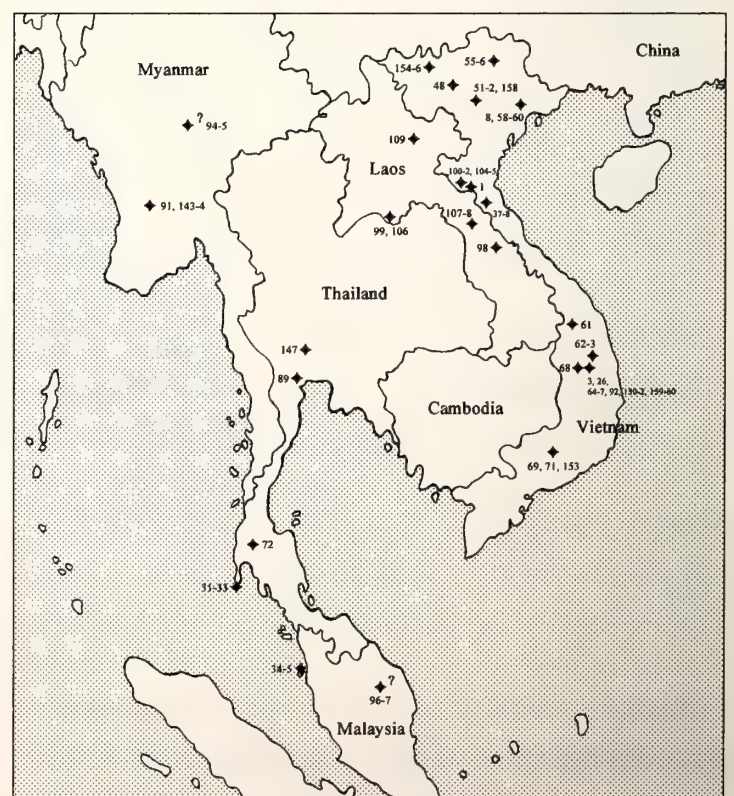 China
Myanmar
154-6
55-6
48
51-2, 158
8, 58-60
? 94-5
109
Laos
100-2, 104-5
1
91, 143-4
37-8
107-8
99, 106
98
Thailand
61
147
62-3
68
89
3, 26,
64-7, 92, 150-2, 159-60
Cambodia
Vietnam
69, 71, 153
72
31-33
34-5
?
96-7
Malaysia